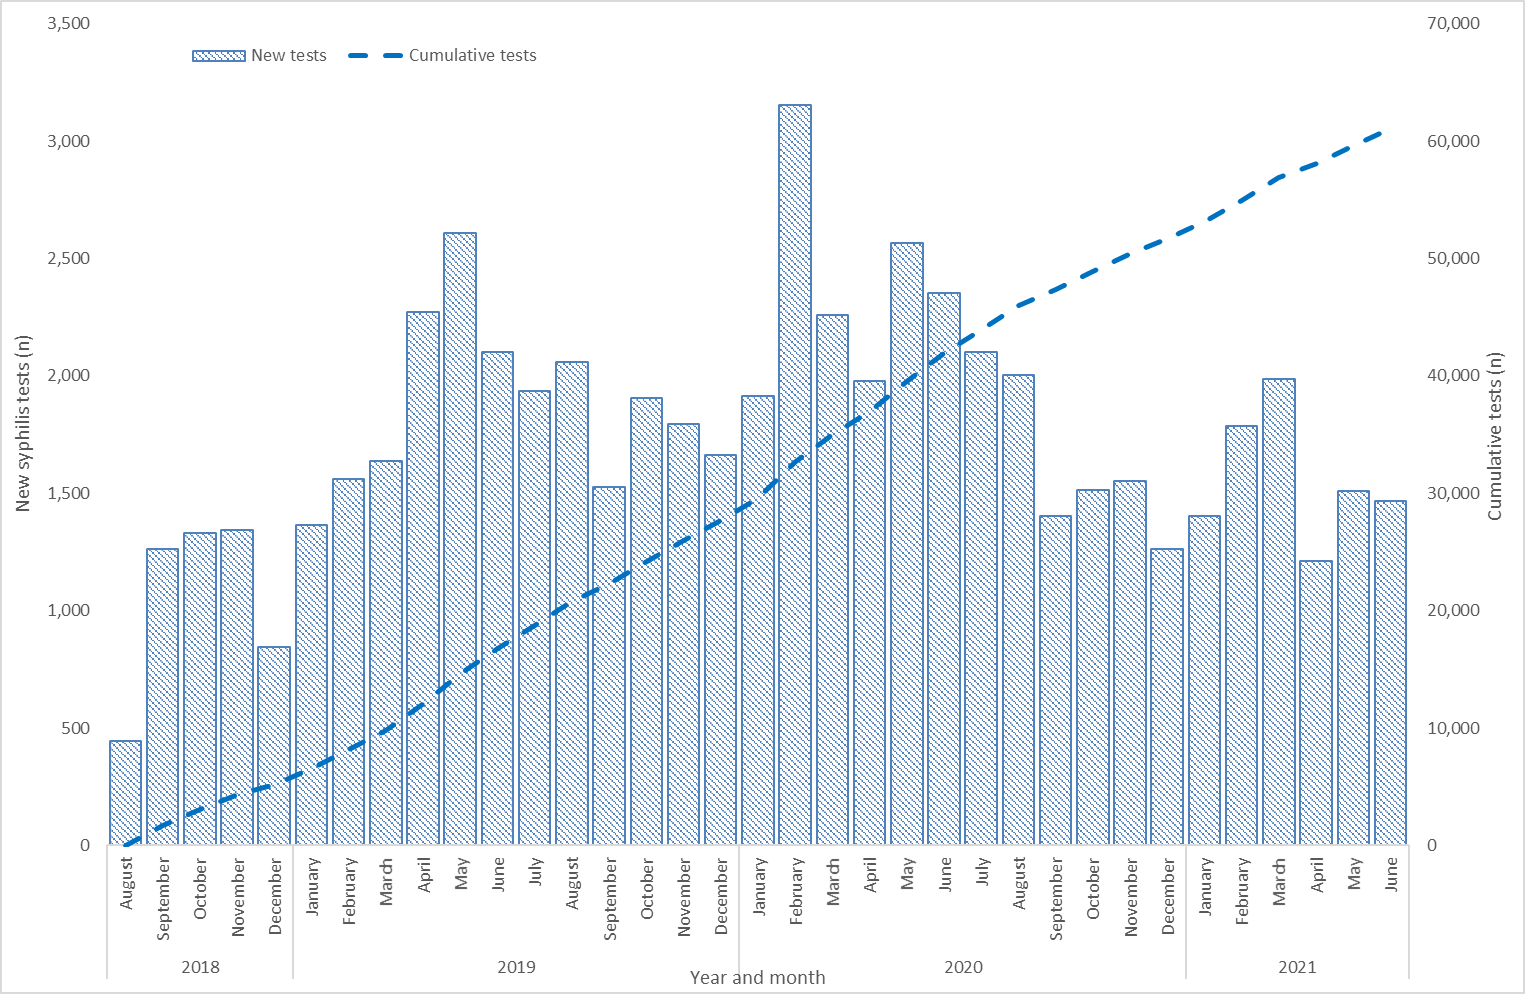 3,500
3,000
2,500
2,000
1,500
1,000
500
0
New syphilis tests (n)
New tests
Cumulative tests
70,000
60,000
50,000
40,000
30,000
20,000
10,000
0
Cumulative tests (n)
August
September
October
November
December
January
February
March
April
May
June
July
August
September
October
November
December
January
February
March
April
May
June
July
August
September
October
November
December
January
February
March
April
May
June
2018
2019
2020
2021
Year and month